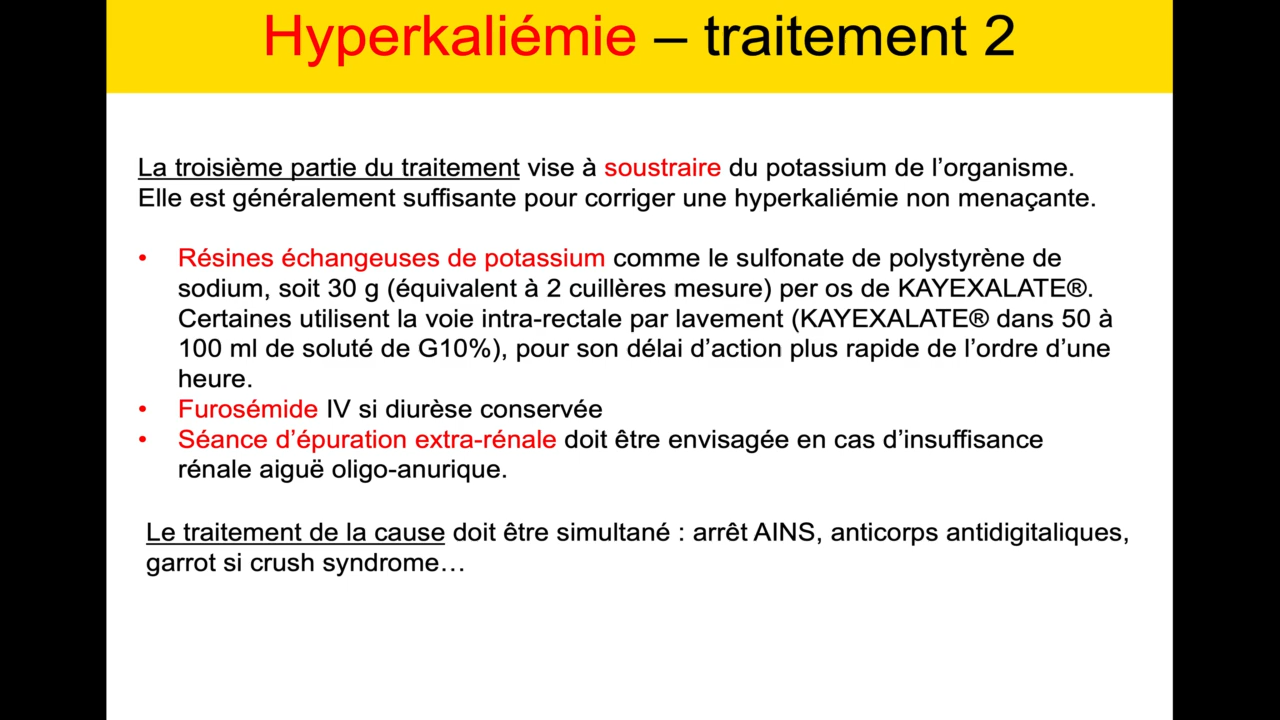 Hyperkaliémie – traitement 2
La troisième partie du traitement vise à soustraire du potassium de l’organisme.
Elle est généralement suffisante pour corriger une hyperkaliémie non menaçante.
• Résines échangeuses de potassium comme le sulfonate de polystyrène de
sodium, soit 30 g (équivalent à 2 cuillères mesure) per os de KAYEXALATE®.
Certaines utilisent la voie intra-rectale par lavement (KAYEXALATE® dans 50 à
100 ml de soluté de G10%), pour son délai d’action plus rapide de l’ordre d’une
heure.
• Furosémide IV si diurèse conservée
• Séance d’épuration extra-rénale doit être envisagée en cas d’insuffisance
rénale aiguë oligo-anurique.
Le traitement de la cause doit être simultané : arrêt AINS, anticorps antidigitaliques,
garrot si crush syndrome…